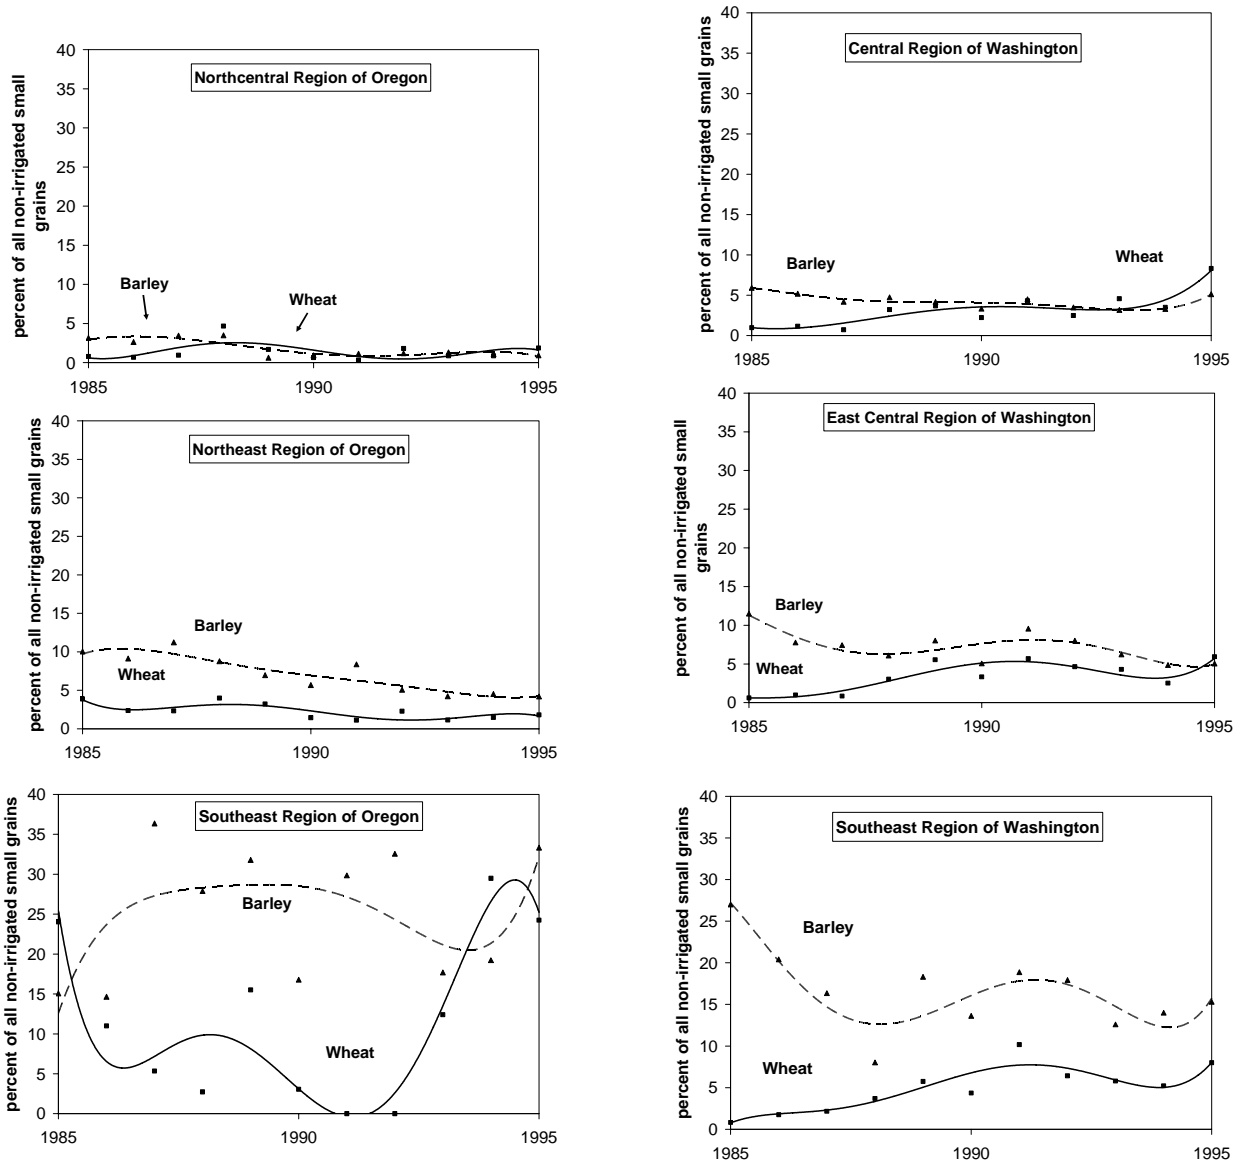 percent of all non-irrigated small
grains
40
35
30
25
20
15
10
5
0
Northcentral Region of Oregon
Barley
Wheat
1985
1990
1995
percent of all non-irrigated small grains
40
35
30
25
20
15
10
5
0
Central Region of Washington
Barley
Wheat
1985
1990
1995
percent of all non-irrigated small grains
40
35
30
25
20
15
10
5
0
Northeast Region of Oregon
Barley
Wheat
1985
1990
1995
percent of all non-irrigated small
grains
40
35
30
25
20
15
10
5
0
East Central Region of Washington
Barley
Wheat
1985
1990
1995
percent of all non-irrigated small grains
40
35
30
25
20
15
10
5
0
Southeast Region of Oregon
Barley
Wheat
1985
1990
1995
percent of all non-irrigated small grains
40
35
30
25
20
15
10
5
0
Southeast Region of Washington
Barley
Wheat
1985
1990
1995